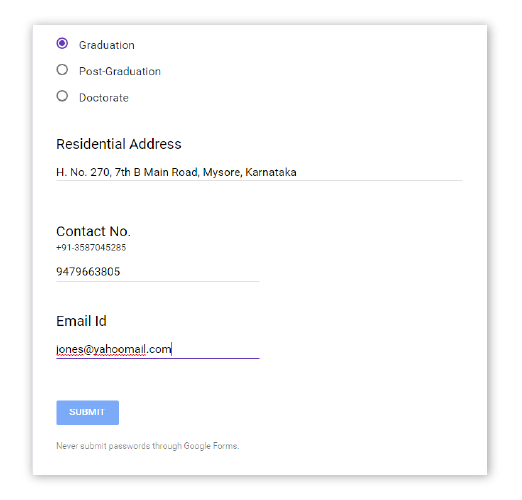 Graduation
Post-Graduation
Doctorate
Residential Address
H. No. 270, 7th B Main Road, Mysore, Karnataka
Contact No.
+91-3587045285
9479663805
Email Id
jones@yahoomail.com
SUBMIT
Never submit passwords through Google Forms.